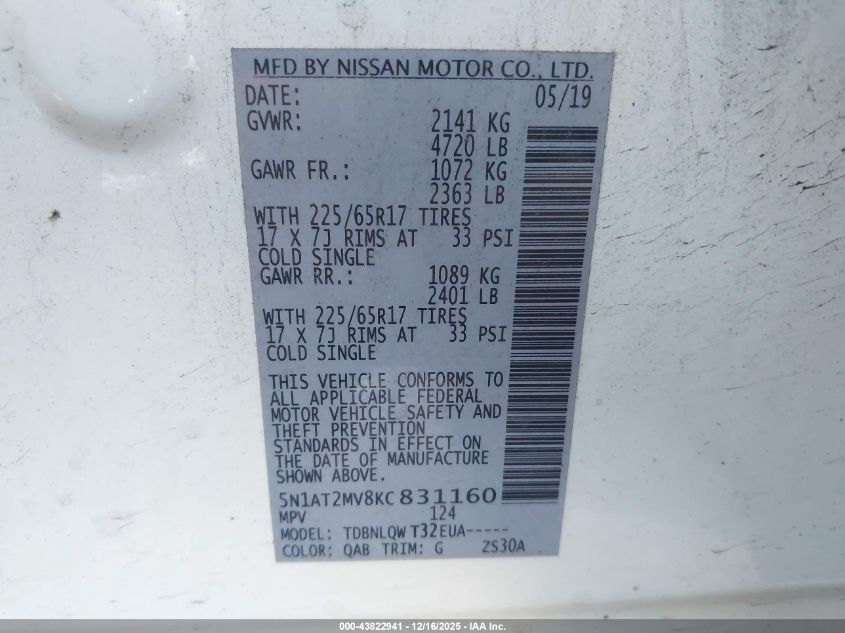 MFD BY NISSAN MOTOR CO., LTD.
DATE: 05/19
GVWR: 2141 KG
4720 LB
GAWR FR.: 1072 KG
2363 LB
WITH 225/65R17 TIRES
17 X 7J RIMS AT 33 PSI
COLD SINGLE
GAWR RR.: 1089 KG
2401 LB
WITH 225/65R17 TIRES
17 X 7J RIMS AT 33 PSI
COLD SINGLE
THIS VEHICLE CONFORMS TO
ALL APPLICABLE FEDERAL
MOTOR VEHICLE SAFETY AND
THEFT PREVENTION
STANDARDS IN EFFECT ON
THE DATE OF MANUFACTURE
SHOWN ABOVE.
5N1AT2MV8KC831160
MPV 124
MODEL: TDBNLQW T32EUA-----
COLOR: QAB TRIM: G ZS30A
000-43822941 - 12/16/2025 - IAA Inc.